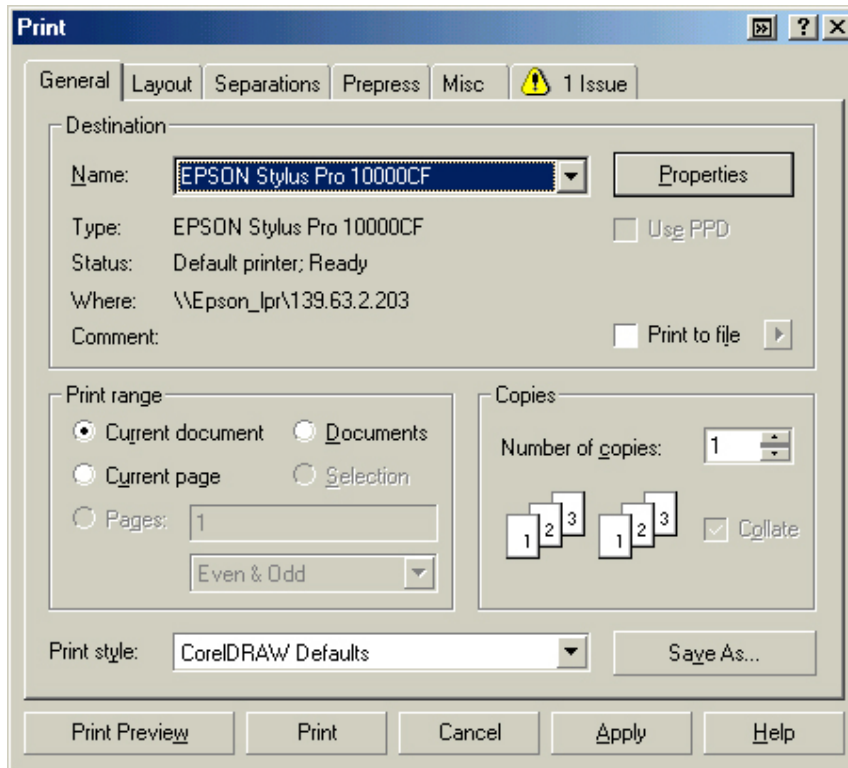 Print
General Layout Separations Prepress Misc 1 Issue
Destination
Name: EPSON Stylus Pro 10000CF Properties
Type: EPSON Stylus Pro 10000CF Use PPD
Status: Default printer; Ready
Where: \\Epson_lpr\139.63.2.203
Comment: Print to file
Print range Copies
Current document Documents Number of copies: 1
Current page Selection
Pages: 1 1 2 3 1 2 3 Collate
Even & Odd
Print style: CorelDRAW Defaults Save As...
Print Preview Print Cancel Apply Help